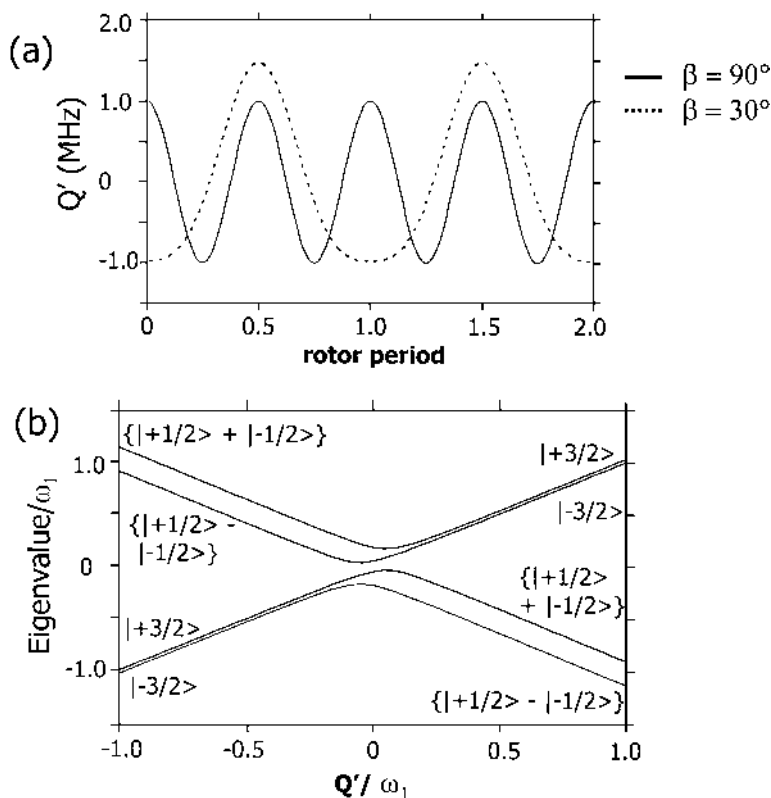 (a)
2.0
1.0
0
-1.0
Q' (MHz)
0
0.5
1.0
1.5
2.0
rotor period
β = 90°
β = 30°
(b)
1.0
0
-1.0
Eigenvalue/ω₁
{|+1/2> + |-1/2>}
{|+1/2> -
|-1/2>}
|+3/2>
|-3/2>
|+3/2>
|-3/2>
{|+1/2>
+ |-1/2>}
{|+1/2> - |-1/2>}
-1.0
-0.5
0
0.5
1.0
Q'/ ω₁